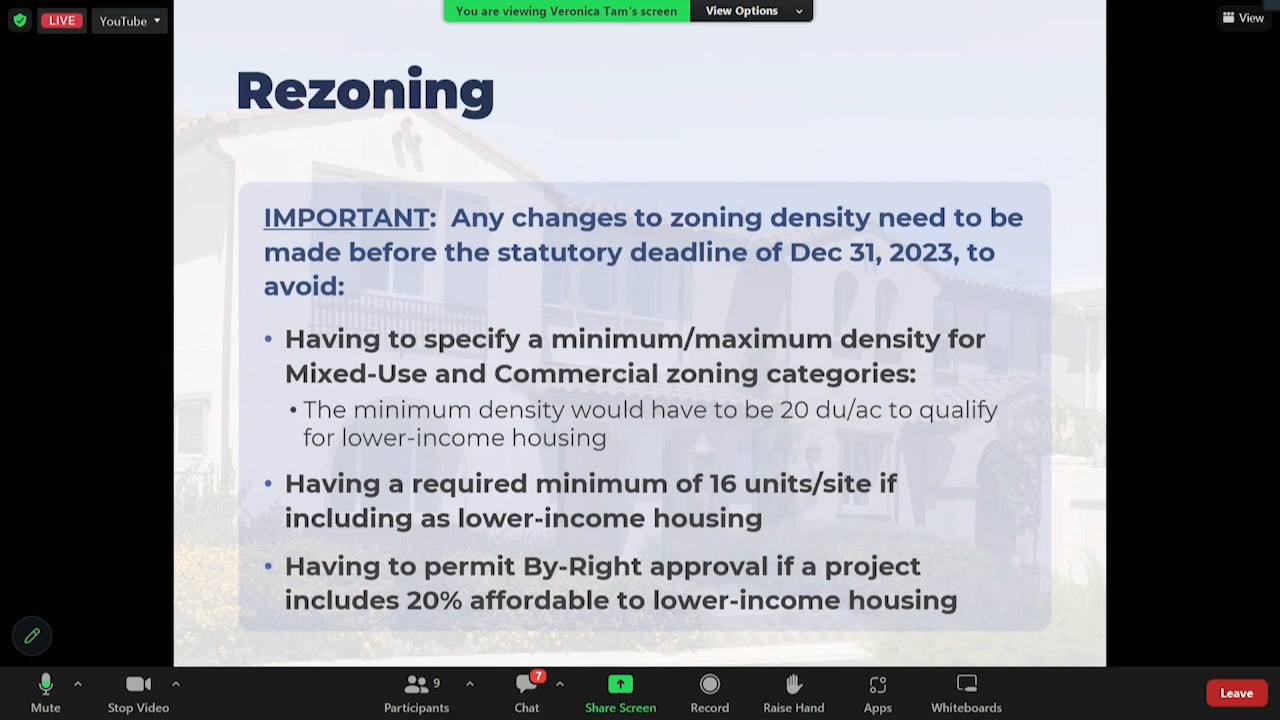 LIVE
YouTube
You are viewing Veronica Tam's screen
View Options
View
Rezoning
IMPORTANT: Any changes to zoning density need to be
made before the statutory deadline of Dec 31, 2023, to
avoid:
• Having to specify a minimum/maximum density for
Mixed-Use and Commercial zoning categories:
• The minimum density would have to be 20 du/ac to qualify
for lower-income housing
• Having a required minimum of 16 units/site if
including as lower-income housing
• Having to permit By-Right approval if a project
includes 20% affordable to lower-income housing
Mute
Stop Video
9
Participants
7
Chat
Share Screen
Record
Raise Hand
Apps
Whiteboards
Leave